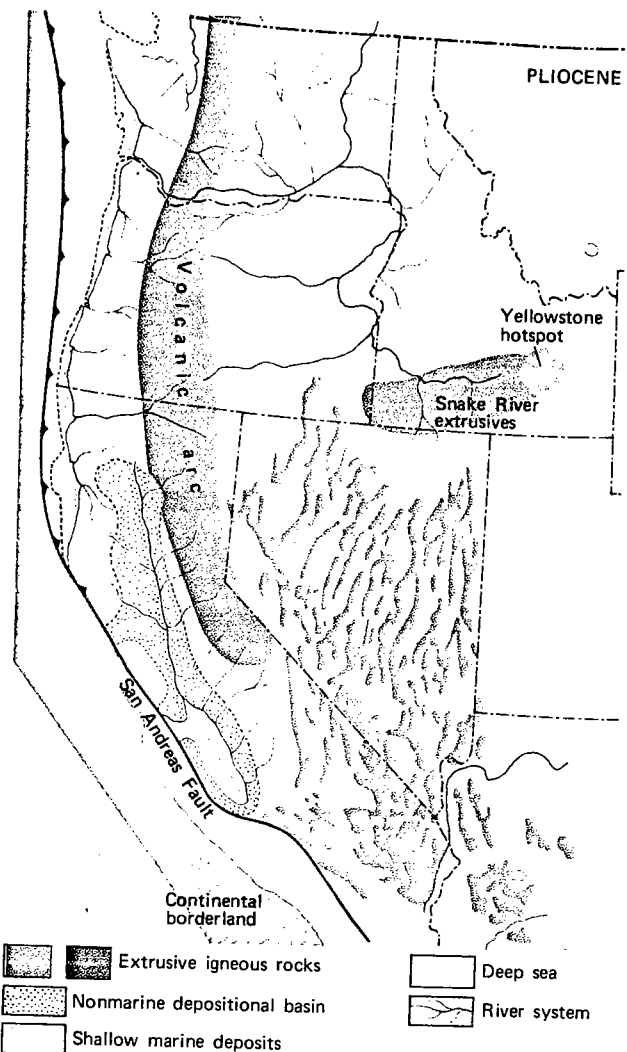 PLIOCENE
Volcanic arc
Yellowstone
hotspot
Snake River
extrusives
San Andreas Fault
Continental
borderland
Extrusive igneous rocks
Nonmarine depositional basin
Shallow marine deposits
Deep sea
River system